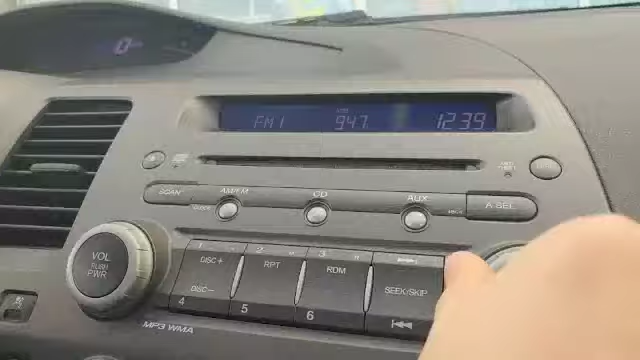 0
FM1 947 1239
SCAN AM/FM CD AUX A.SEL
VOL
PUSH
PWR
1 2 3
DISC+ RPT RDM SEEK/SKIP
DISC-
4 5 6
MP3 WMA